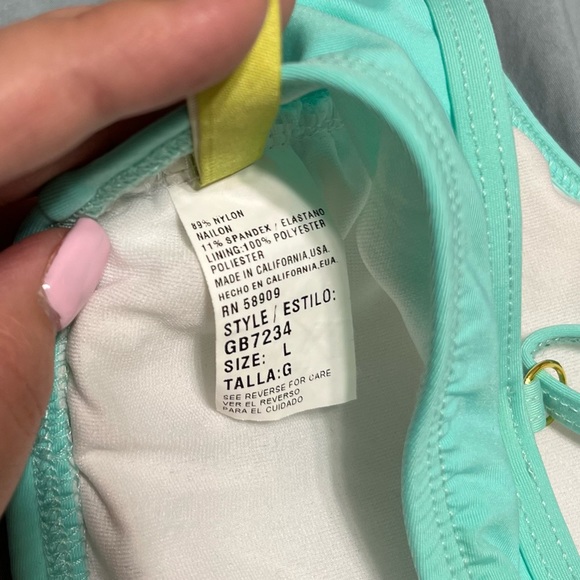 89% NYLON
NAILON
11% SPANDEX / ELASTANO
LINING:100% POLYESTER
POLIESTER
MADE IN CALIFORNIA.USA.
HECHO EN CALIFORNIA.EUA.
RN 58909
STYLE / ESTILO:
GB7234
SIZE: L
TALLA:G
SEE REVERSE FOR CARE
VER EL REVERSO
PARA EL CUIDADO